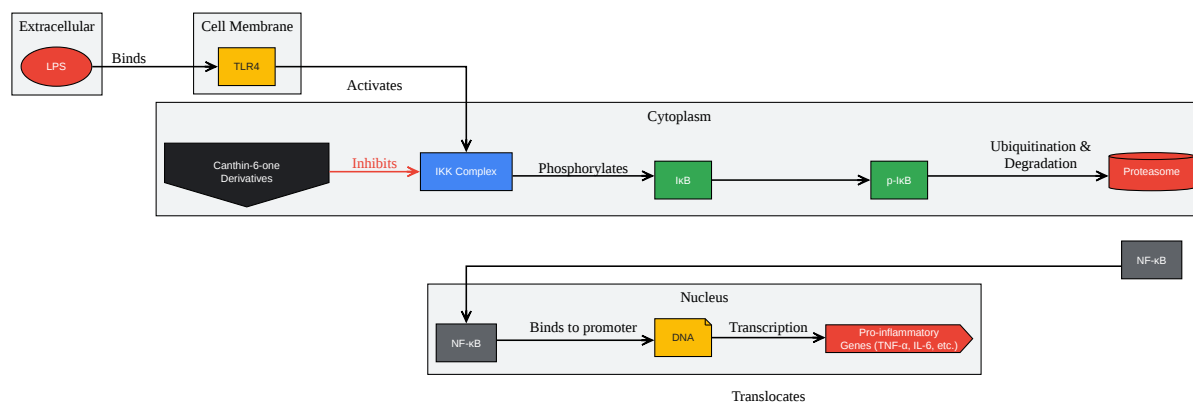 Extracellular
LPS
Binds
Cell Membrane
TLR4
Activates
Cytoplasm
Canthin-6-one
Derivatives
Inhibits
IKK Complex
Phosphorylates
IκB
p-IκB
Ubiquitination &
Degradation
Proteasome
NF-κB
Nucleus
NF-κB
Binds to promoter
DNA
Transcription
Pro-inflammatory
Genes (TNF-α, IL-6, etc.)
Translocates